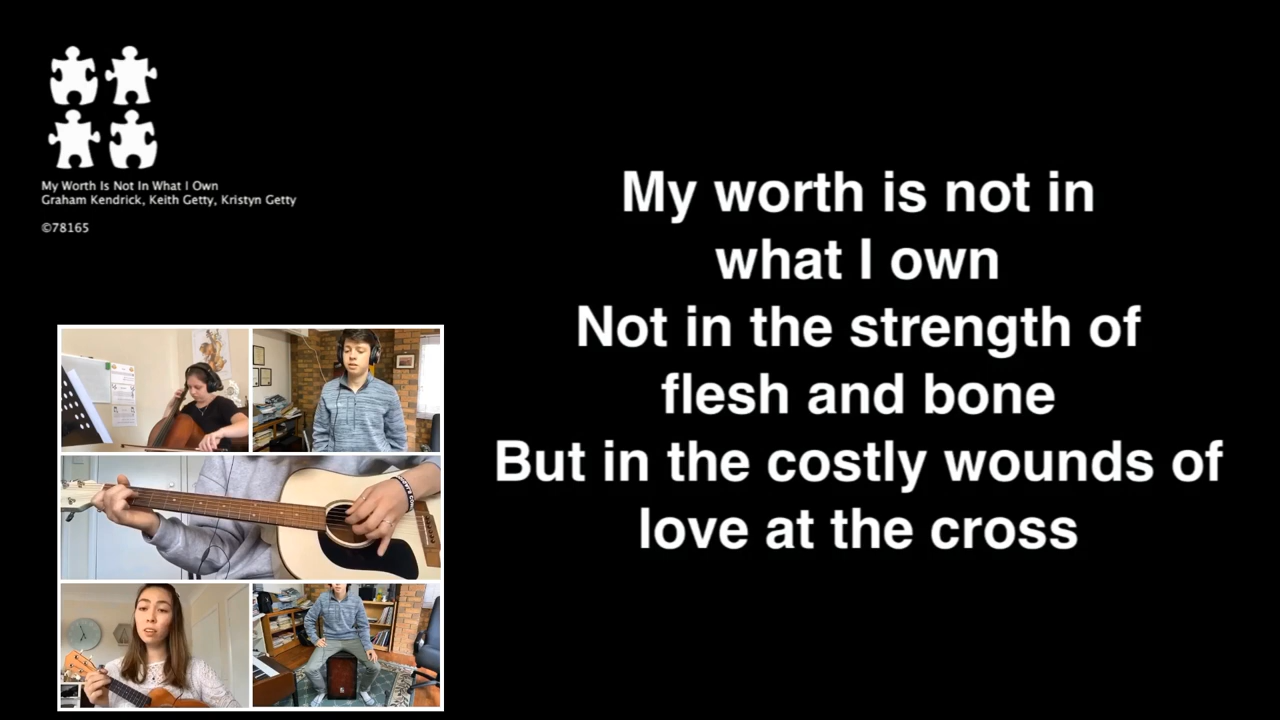 My Worth Is Not In What I Own
Graham Kendrick, Keith Getty, Kristyn Getty
©78165
My worth is not in
what I own
Not in the strength of
flesh and bone
But in the costly wounds of
love at the cross